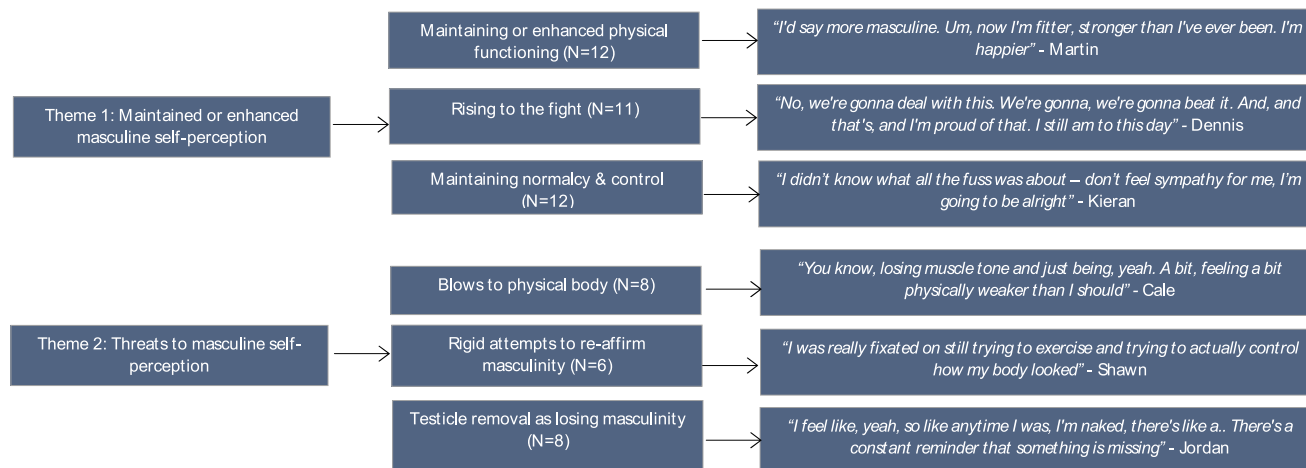 Maintaining or enhanced physical
functioning (N=12)
“I'd say more masculine. Um, now I'm fitter, stronger than I've ever been. I'm
happier” - Martin
Theme 1: Maintained or enhanced
masculine self-perception
Rising to the fight (N=11)
“No, we're gonna deal with this. We're gonna, we're gonna beat it. And, and
that's, and I'm proud of that. I still am to this day” - Dennis
Maintaining normalcy & control
(N=12)
“I didn’t know what all the fuss was about – don’t feel sympathy for me, I’m
going to be alright” - Kieran
Blows to physical body (N=8)
“You know, losing muscle tone and just being, yeah. A bit, feeling a bit
physically weaker than I should” - Cale
Theme 2: Threats to masculine self-
perception
Rigid attempts to re-affirm
masculinity (N=6)
“I was really fixated on still trying to exercise and trying to actually control
how my body looked” - Shawn
Testicle removal as losing masculinity
(N=8)
“I feel like, yeah, so like anytime I was, I'm naked, there's like a.. There's a
constant reminder that something is missing” - Jordan